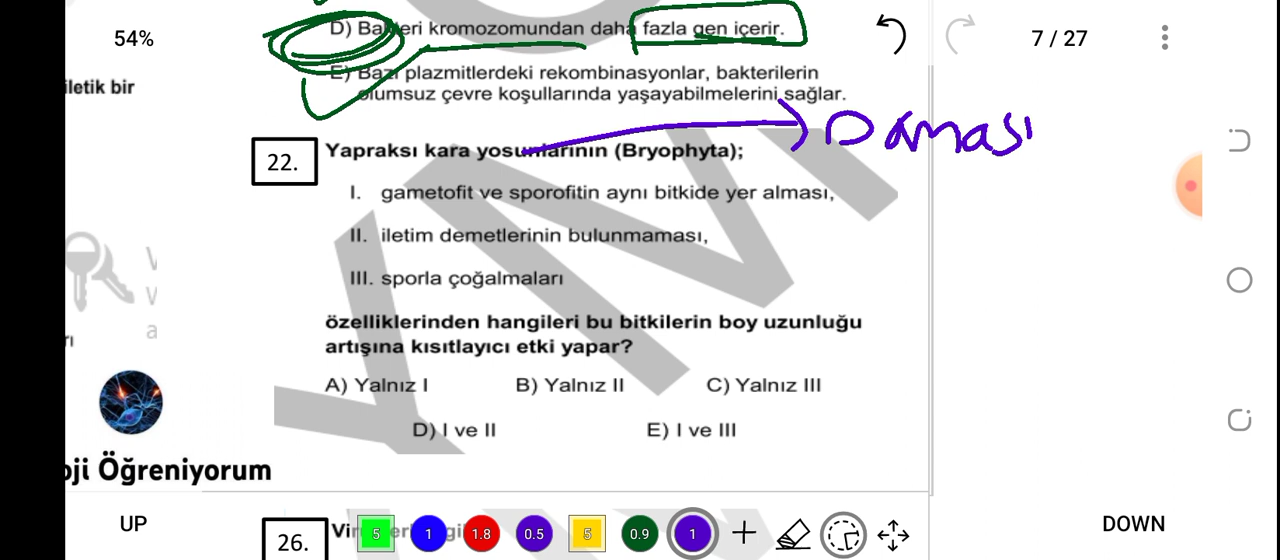 54%
7 / 27
D) Bakteri kromozomundan daha fazla gen içerir.
iletik bir
E) Bazı plazmitlerdeki rekombinasyonlar, bakterilerin
olumsuz çevre koşullarında yaşayabilmelerini sağlar.
Daması
22.
Yapraksı kara yosunlarının (Bryophyta);
I. gametofit ve sporofitin aynı bitkide yer alması,
II. iletim demetlerinin bulunmaması,
III. sporla çoğalmaları
özelliklerinden hangileri bu bitkilerin boy uzunluğu
artışına kısıtlayıcı etki yapar?
A) Yalnız I B) Yalnız II C) Yalnız III
D) I ve II E) I ve III
oji Öğreniyorum
UP
26.
5 1 1.8 0.5 5 0.9 1
DOWN